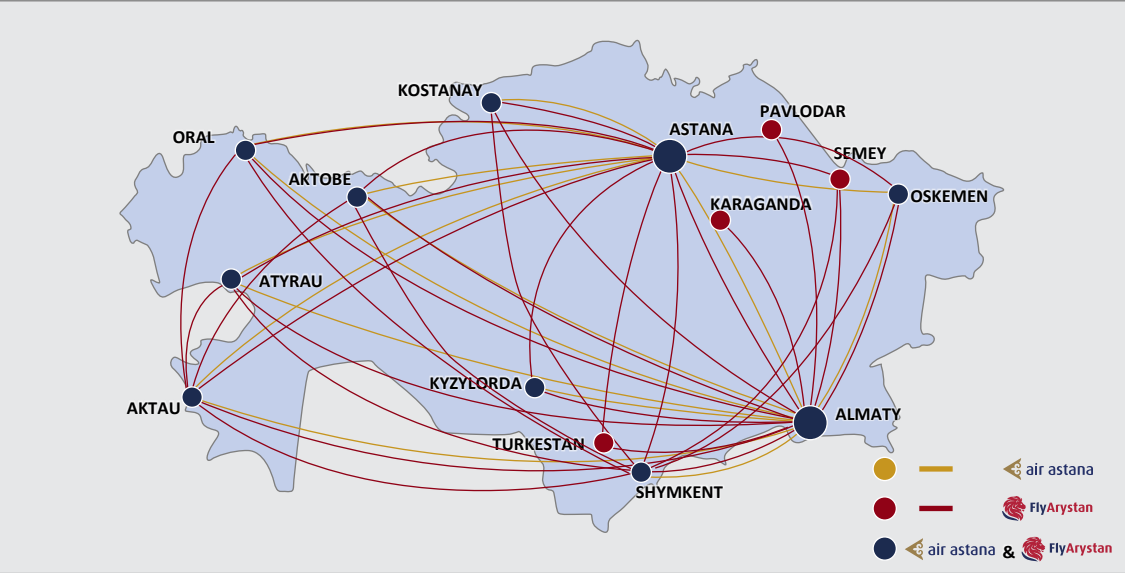 KOSTANAY
PAVLODAR
ASTANA
ORAL
SEMEY
AKTOBE
OSKEMEN
KARAGANDA
ATYRAU
KYZYLORDA
AKTAU
ALMATY
TURKESTAN
SHYMKENT
air astana
FlyArystan
air astana & FlyArystan